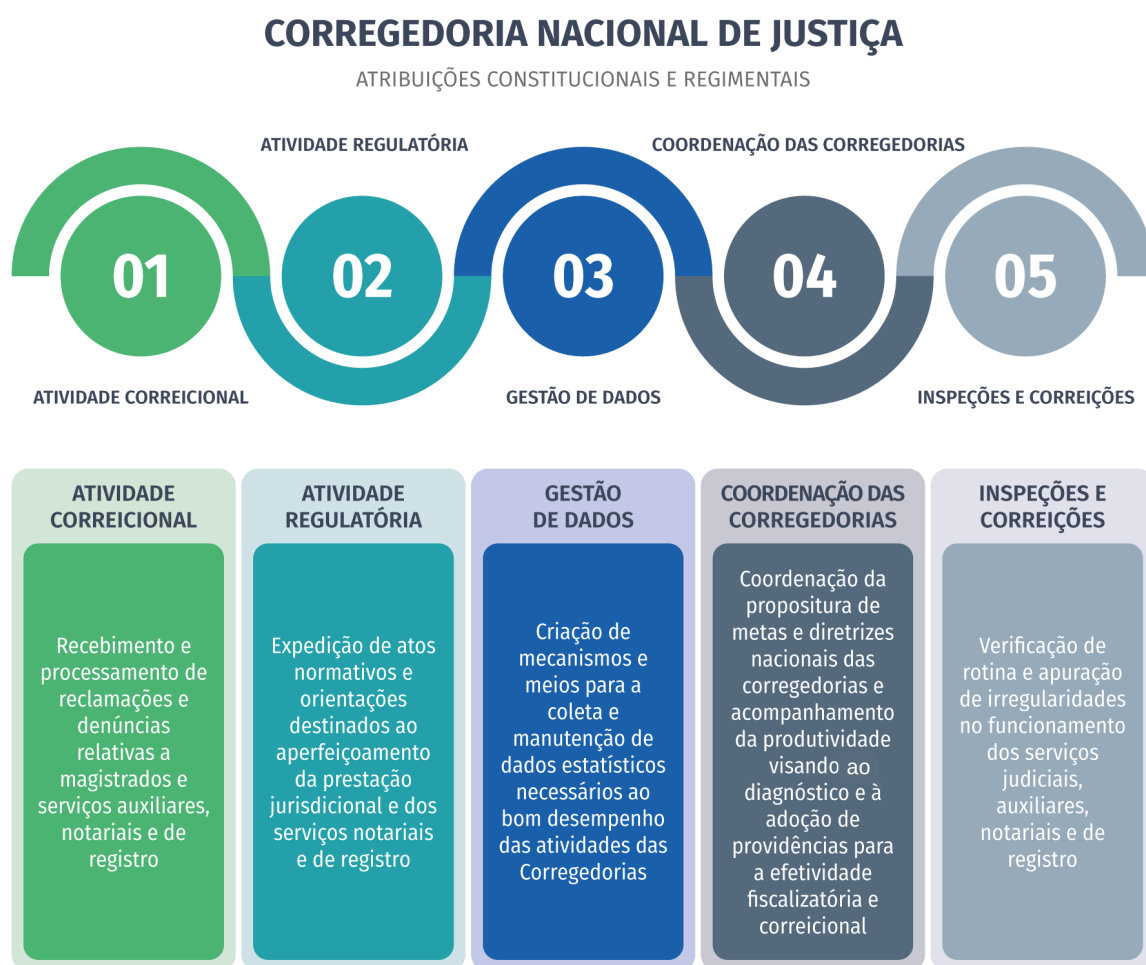 CORREGEDORIA NACIONAL DE JUSTIÇA
ATRIBUIÇÕES CONSTITUCIONAIS E REGIMENTAIS
ATIVIDADE REGULATÓRIA
COORDENAÇÃO DAS CORREGEDORIAS
01
02
03
04
05
ATIVIDADE CORREICIONAL
GESTÃO DE DADOS
INSPEÇÕES E CORREIÇÕES
ATIVIDADE
CORREICIONAL
Recebimento e
processamento de
reclamações e
denúncias
relativas a
magistrados e
serviços auxiliares,
notariais e de
registro
ATIVIDADE
REGULATÓRIA
Expedição de atos
normativos e
orientações
destinados ao
aperfeiçoamento
da prestação
jurisdicional e dos
serviços notariais
e de registro
GESTÃO
DE DADOS
Criação de
mecanismos e
meios para a
coleta e
manutenção de
dados estatísticos
necessários ao
bom desempenho
das atividades das
Corregedorias
COORDENAÇÃO DAS
CORREGEDORIAS
Coordenação da
propositura de
metas e diretrizes
nacionais das
corregedorias e
acompanhamento
da produtividade
visando ao
diagnóstico e à
adoção de
providências para
a efetividade
fiscalizatória e
correicional
INSPEÇÕES E
CORREIÇÕES
Verificação de
rotina e apuração
de irregularidades
no funcionamento
dos serviços
judiciais,
auxiliares,
notariais e de
registro